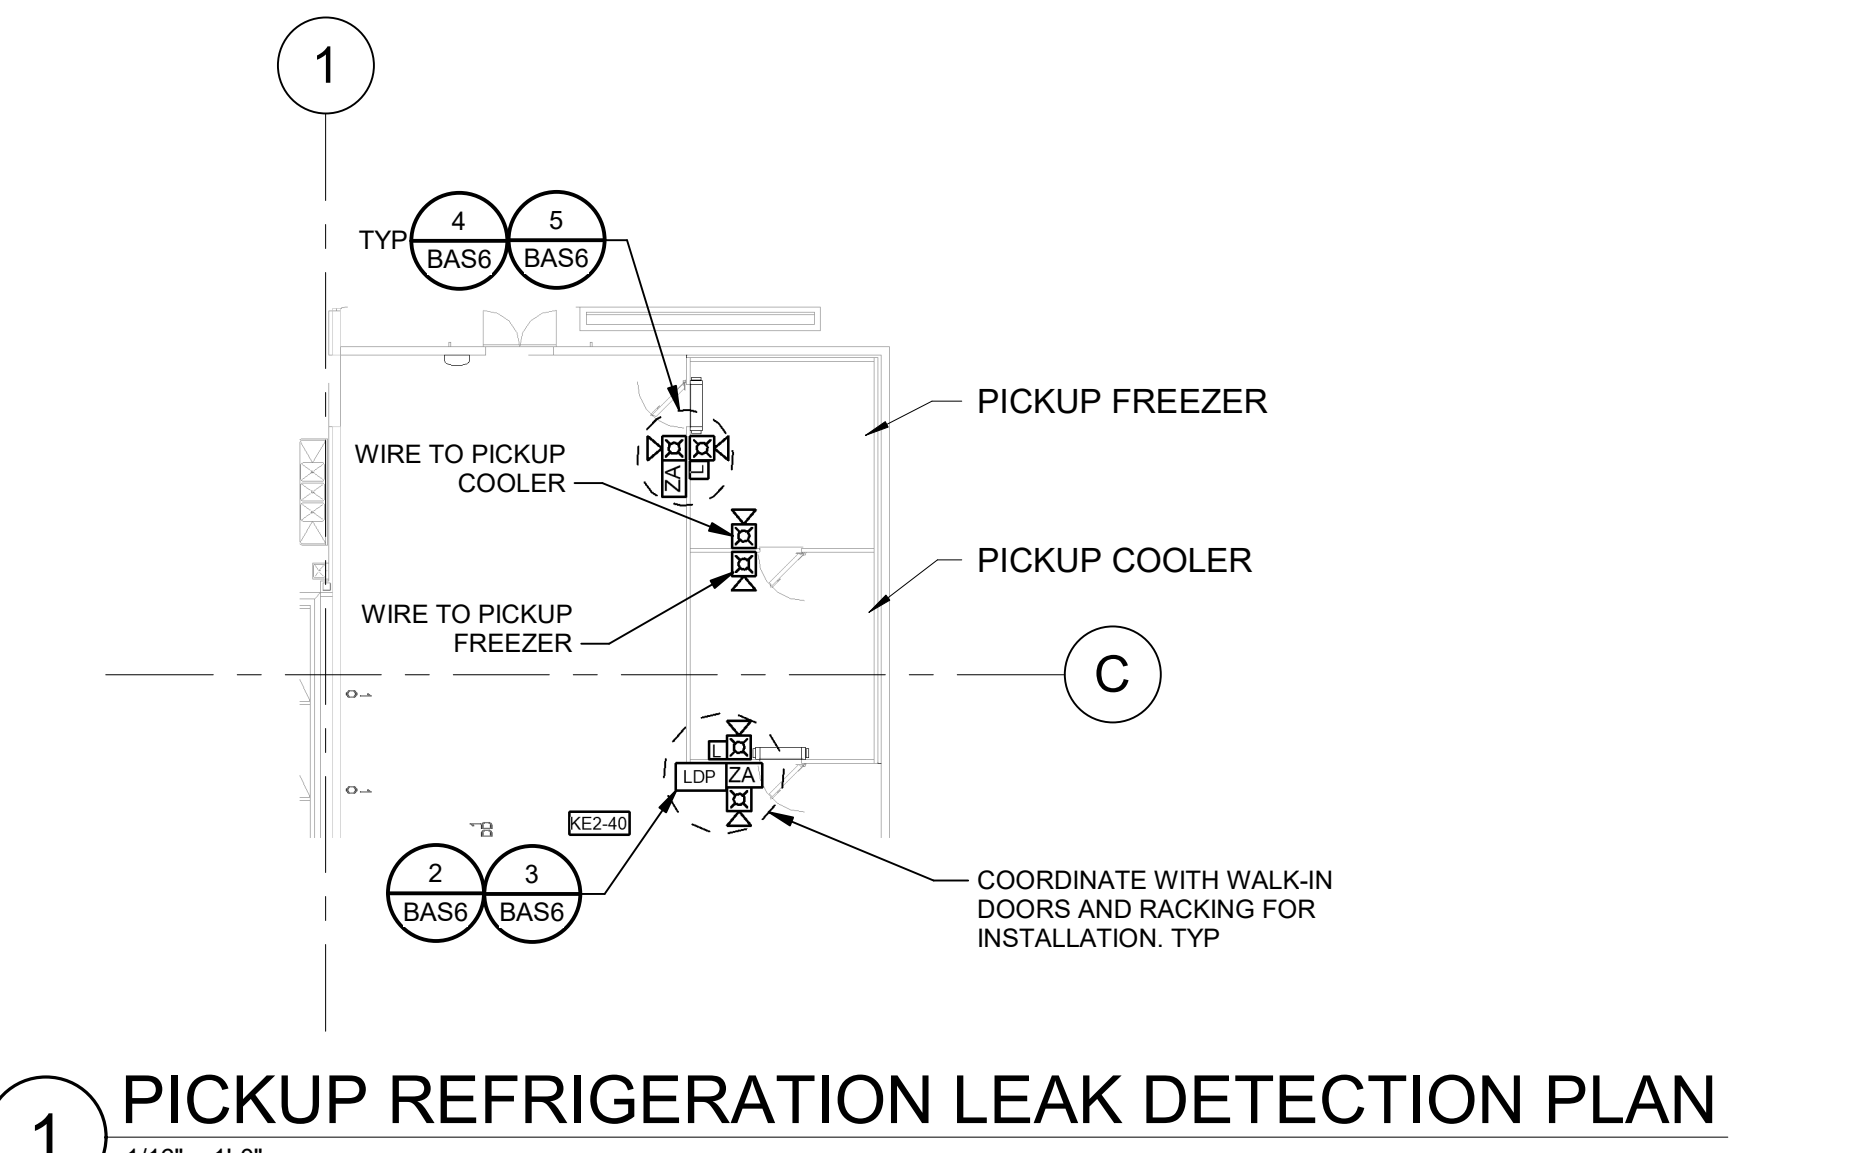 1
TYP
4
BAS6
5
BAS6
PICKUP FREEZER
WIRE TO PICKUP
COOLER
ZA
L
PICKUP COOLER
WIRE TO PICKUP
FREEZER
C
L
LDP
ZA
KE2-40
2
BAS6
3
BAS6
COORDINATE WITH WALK-IN
DOORS AND RACKING FOR
INSTALLATION. TYP
1
PICKUP REFRIGERATION LEAK DETECTION PLAN